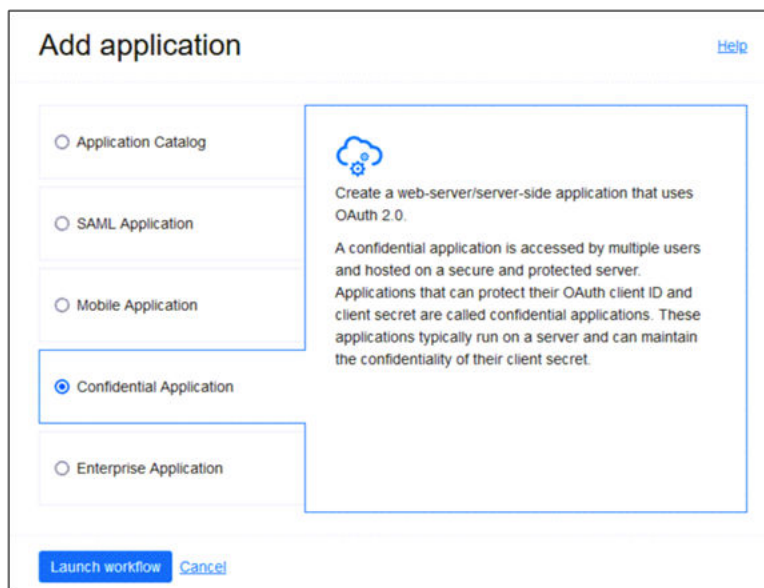 Add application
Help
Application Catalog
SAML Application
Mobile Application
Confidential Application
Enterprise Application
Create a web-server/server-side application that uses
OAuth 2.0.
A confidential application is accessed by multiple users
and hosted on a secure and protected server.
Applications that can protect their OAuth client ID and
client secret are called confidential applications. These
applications typically run on a server and can maintain
the confidentiality of their client secret.
Launch workflow
Cancel